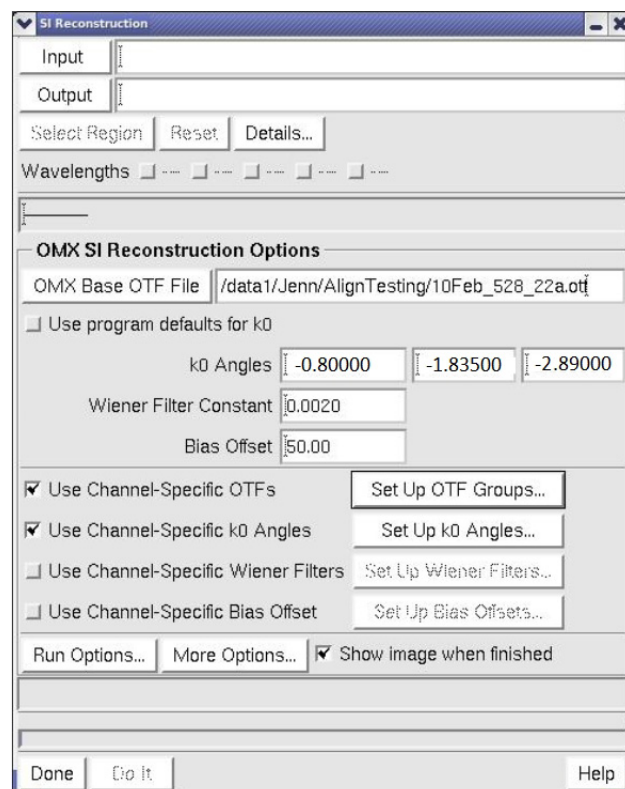 SI Reconstruction
Input
Output
Select Region Reset Details...
Wavelengths
OMX SI Reconstruction Options
OMX Base OTF File /data1/Jenn/AlignTesting/10Feb_528_22a.otf
Use program defaults for k0
k0 Angles -0.80000 -1.83500 -2.89000
Wiener Filter Constant 0.0020
Bias Offset 50.00
Use Channel-Specific OTFs Set Up OTF Groups...
Use Channel-Specific k0 Angles Set Up k0 Angles...
Use Channel-Specific Wiener Filters Set Up Wiener Filters...
Use Channel-Specific Bias Offset Set Up Bias Offsets...
Run Options... More Options... Show image when finished
Done Do It Help